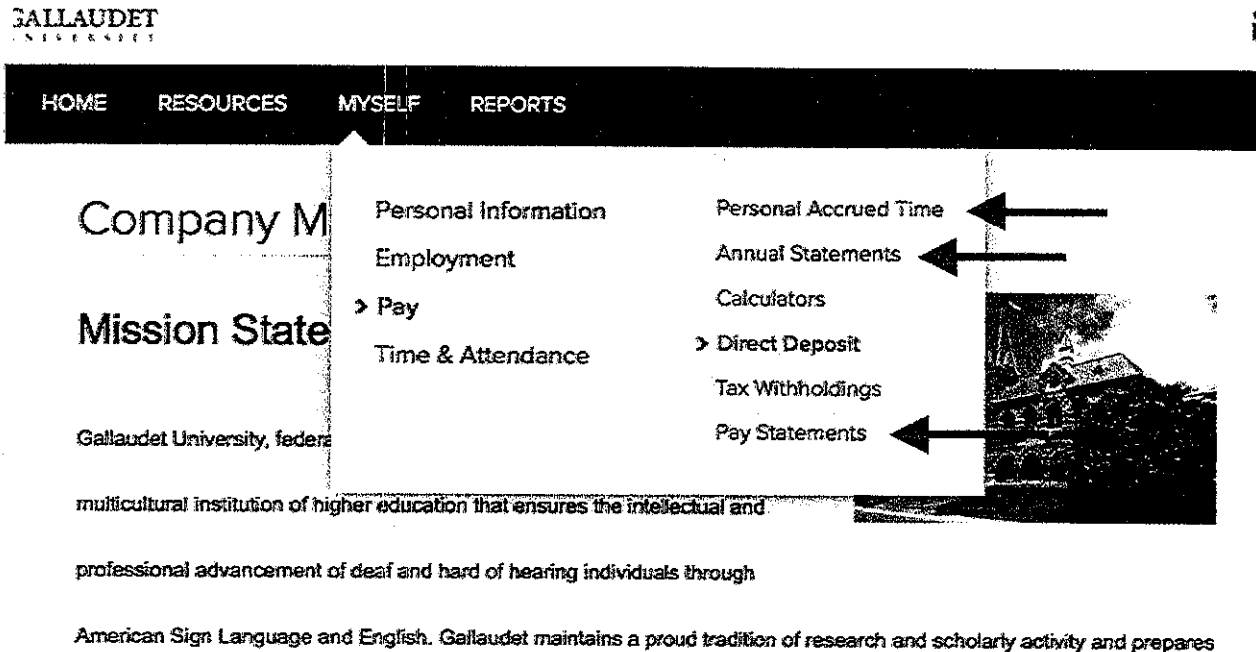 GALLAUDET
UNIVERSITY
HOME RESOURCES MYSELF REPORTS
Company M
Personal Information
Employment
> Pay
Time & Attendance
Personal Accrued Time
Annual Statements
Calculators
> Direct Deposit
Tax Withholdings
Pay Statements
Mission State
Gallaudet University, federa
multicultural institution of higher education that ensures the intellectual and
professional advancement of deaf and hard of hearing individuals through
American Sign Language and English. Gallaudet maintains a proud tradition of research and scholarly activity and prepares